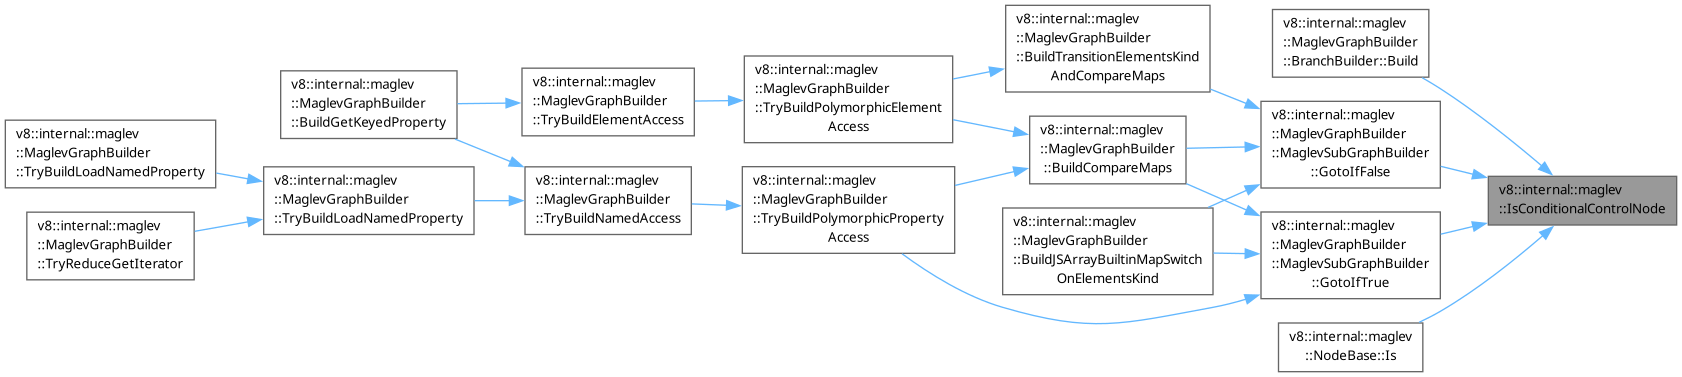 v8::internal::maglev
::MaglevGraphBuilder
::TryBuildLoadNamedProperty
v8::internal::maglev
::MaglevGraphBuilder
::TryReduceGetIterator
v8::internal::maglev
::MaglevGraphBuilder
::BuildGetKeyedProperty
v8::internal::maglev
::MaglevGraphBuilder
::TryBuildLoadNamedProperty
v8::internal::maglev
::MaglevGraphBuilder
::TryBuildElementAccess
v8::internal::maglev
::MaglevGraphBuilder
::TryBuildNamedAccess
v8::internal::maglev
::MaglevGraphBuilder
::TryBuildPolymorphicElement
Access
v8::internal::maglev
::MaglevGraphBuilder
::TryBuildPolymorphicProperty
Access
v8::internal::maglev
::MaglevGraphBuilder
::BuildTransitionElementsKind
AndCompareMaps
v8::internal::maglev
::MaglevGraphBuilder
::BuildCompareMaps
v8::internal::maglev
::MaglevGraphBuilder
::BuildJSArrayBuiltinMapSwitch
OnElementsKind
v8::internal::maglev
::MaglevGraphBuilder
::BranchBuilder::Build
v8::internal::maglev
::MaglevGraphBuilder
::MaglevSubGraphBuilder
::GotoIfFalse
v8::internal::maglev
::MaglevGraphBuilder
::MaglevSubGraphBuilder
::GotoIfTrue
v8::internal::maglev
::NodeBase::Is
v8::internal::maglev
::IsConditionalControlNode